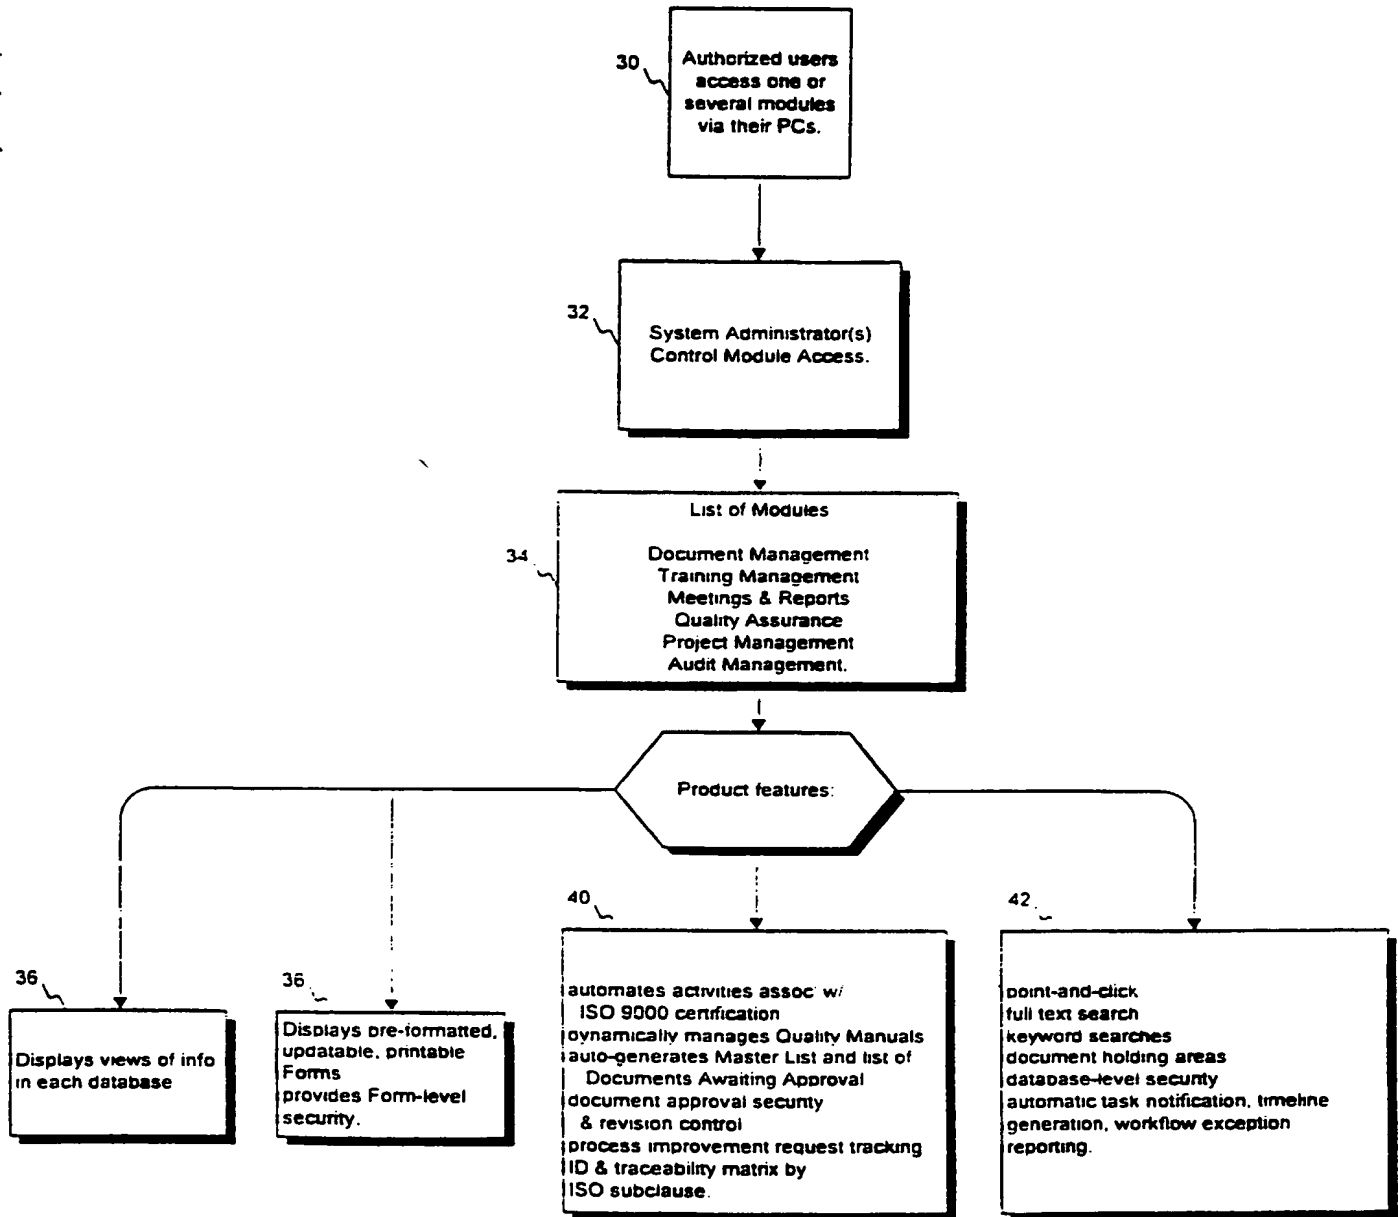 30
Authorized users
access one or
several modules
via their PCs.
32
System Administrator(s)
Control Module Access.
34
List of Modules
Document Management
Training Management
Meetings & Reports
Quality Assurance
Project Management
Audit Management.
Product features:
36
Displays views of info
in each database
36
Displays pre-formatted,
updatable, printable
Forms
provides Form-level
security.
40
automates activities assoc' w/
ISO 9000 certification
dynamically manages Quality Manuals
auto-generates Master List and list of
Documents Awaiting Approval
document approval security
& revision control
process improvement request tracking
ID & traceability matrix by
ISO subclause.
42
point-and-click
full text search
keyword searches
document holding areas
database-level security
automatic task notification, timeline
generation, workflow exception
reporting.